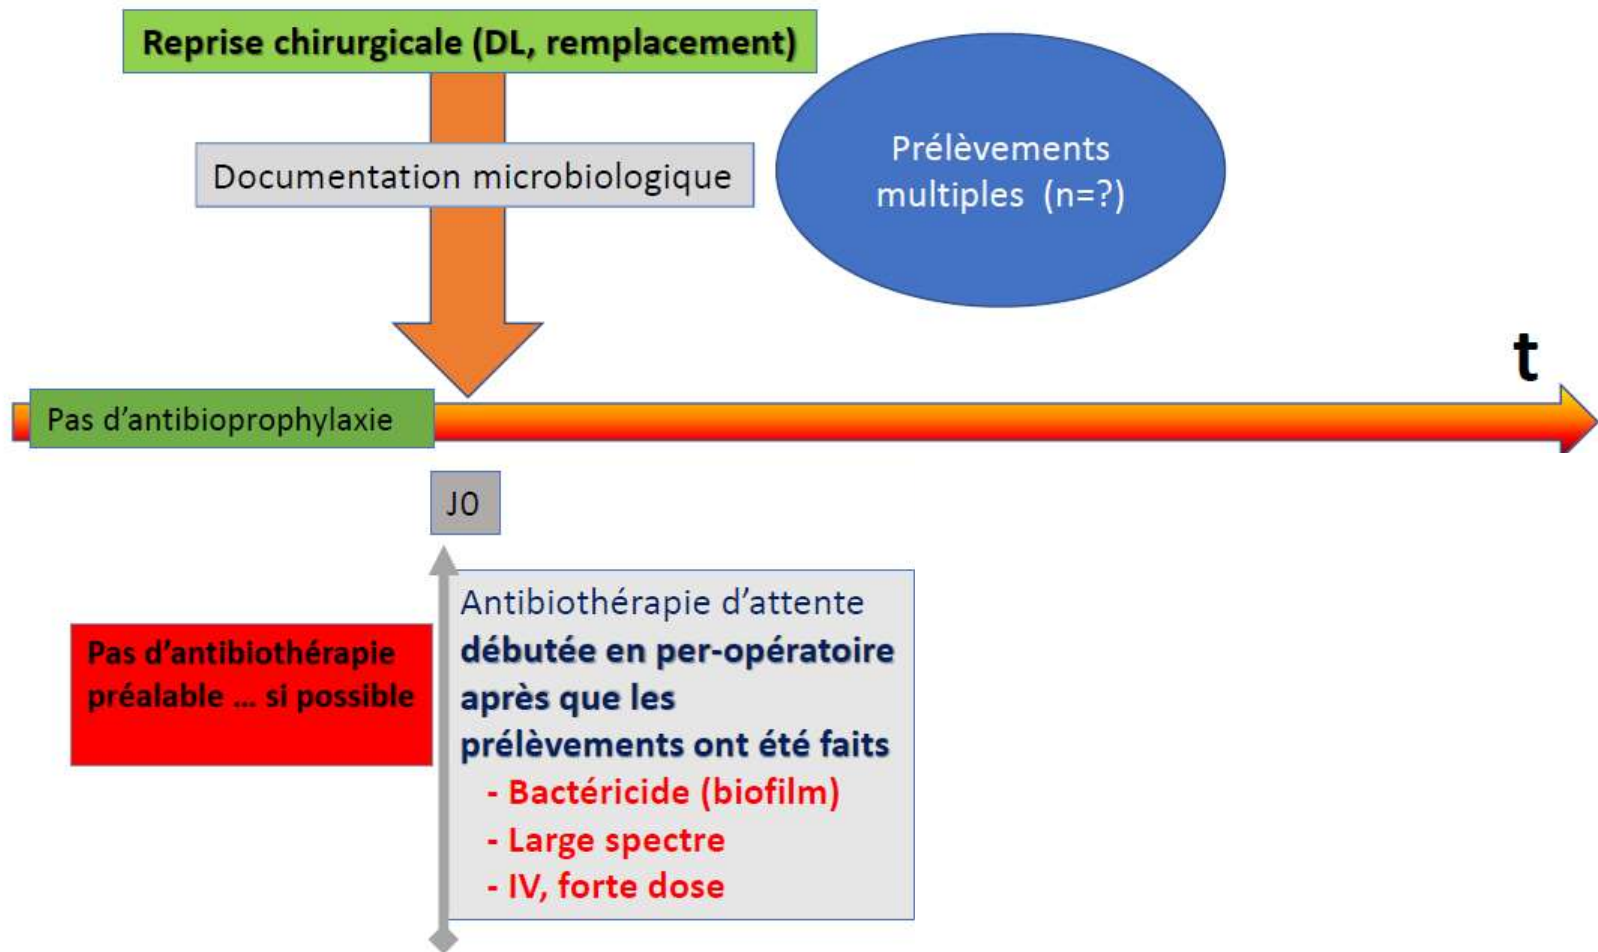 Reprise chirurgicale (DL, remplacement)
Documentation microbiologique
Prélèvements
multiples (n=?)
t
Pas d'antibioprophylaxie
J0
Pas d'antibiothérapie
préalable ... si possible
Antibiothérapie d'attente
débutée en per-opératoire
après que les
prélèvements ont été faits
- Bactéricide (biofilm)
- Large spectre
- IV, forte dose